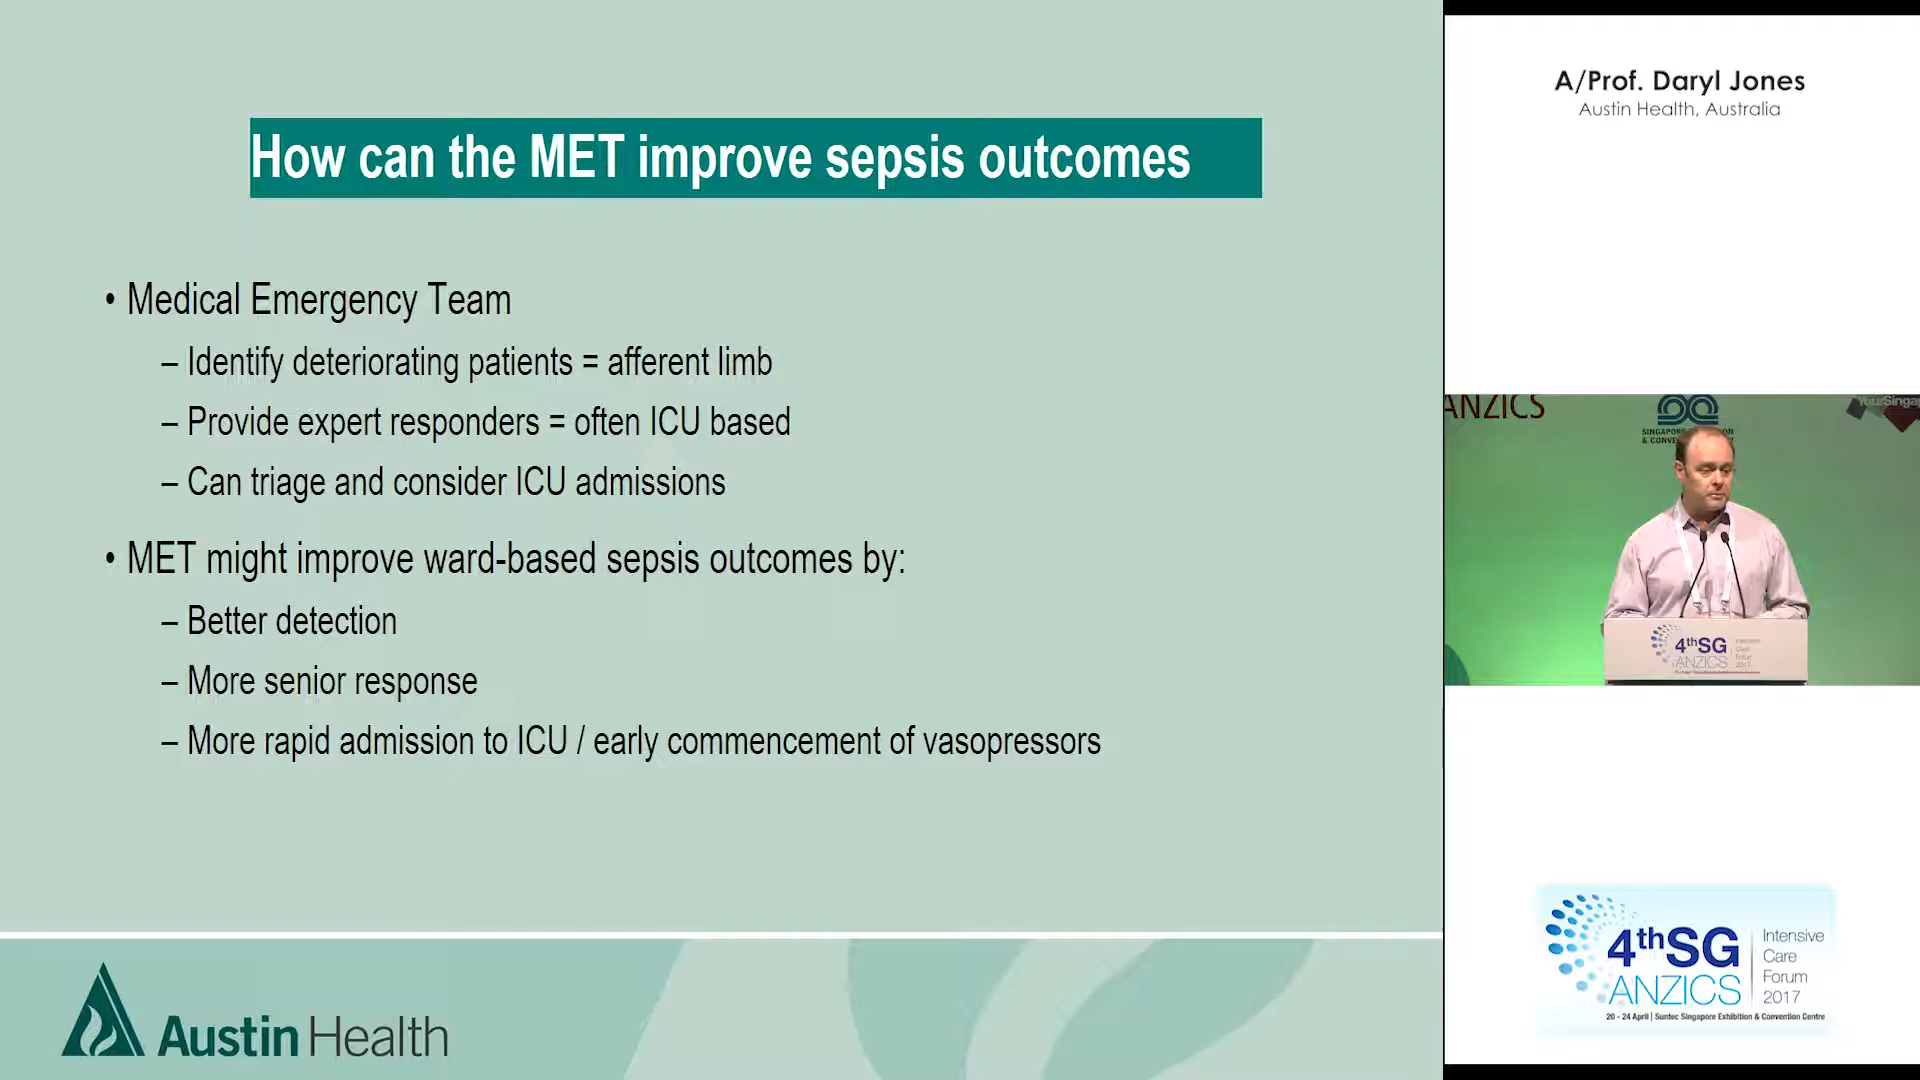 How can the MET improve sepsis outcomes
• Medical Emergency Team
– Identify deteriorating patients = afferent limb
– Provide expert responders = often ICU based
– Can triage and consider ICU admissions
• MET might improve ward-based sepsis outcomes by:
– Better detection
– More senior response
– More rapid admission to ICU / early commencement of vasopressors
Austin Health
A/Prof. Daryl Jones
Austin Health, Australia
ANZICS
4thSG
ANZICS
4thSG
ANZICS
Intensive
Care
Forum
2017
20 - 24 April | Suntec Singapore Exhibition & Convention Centre